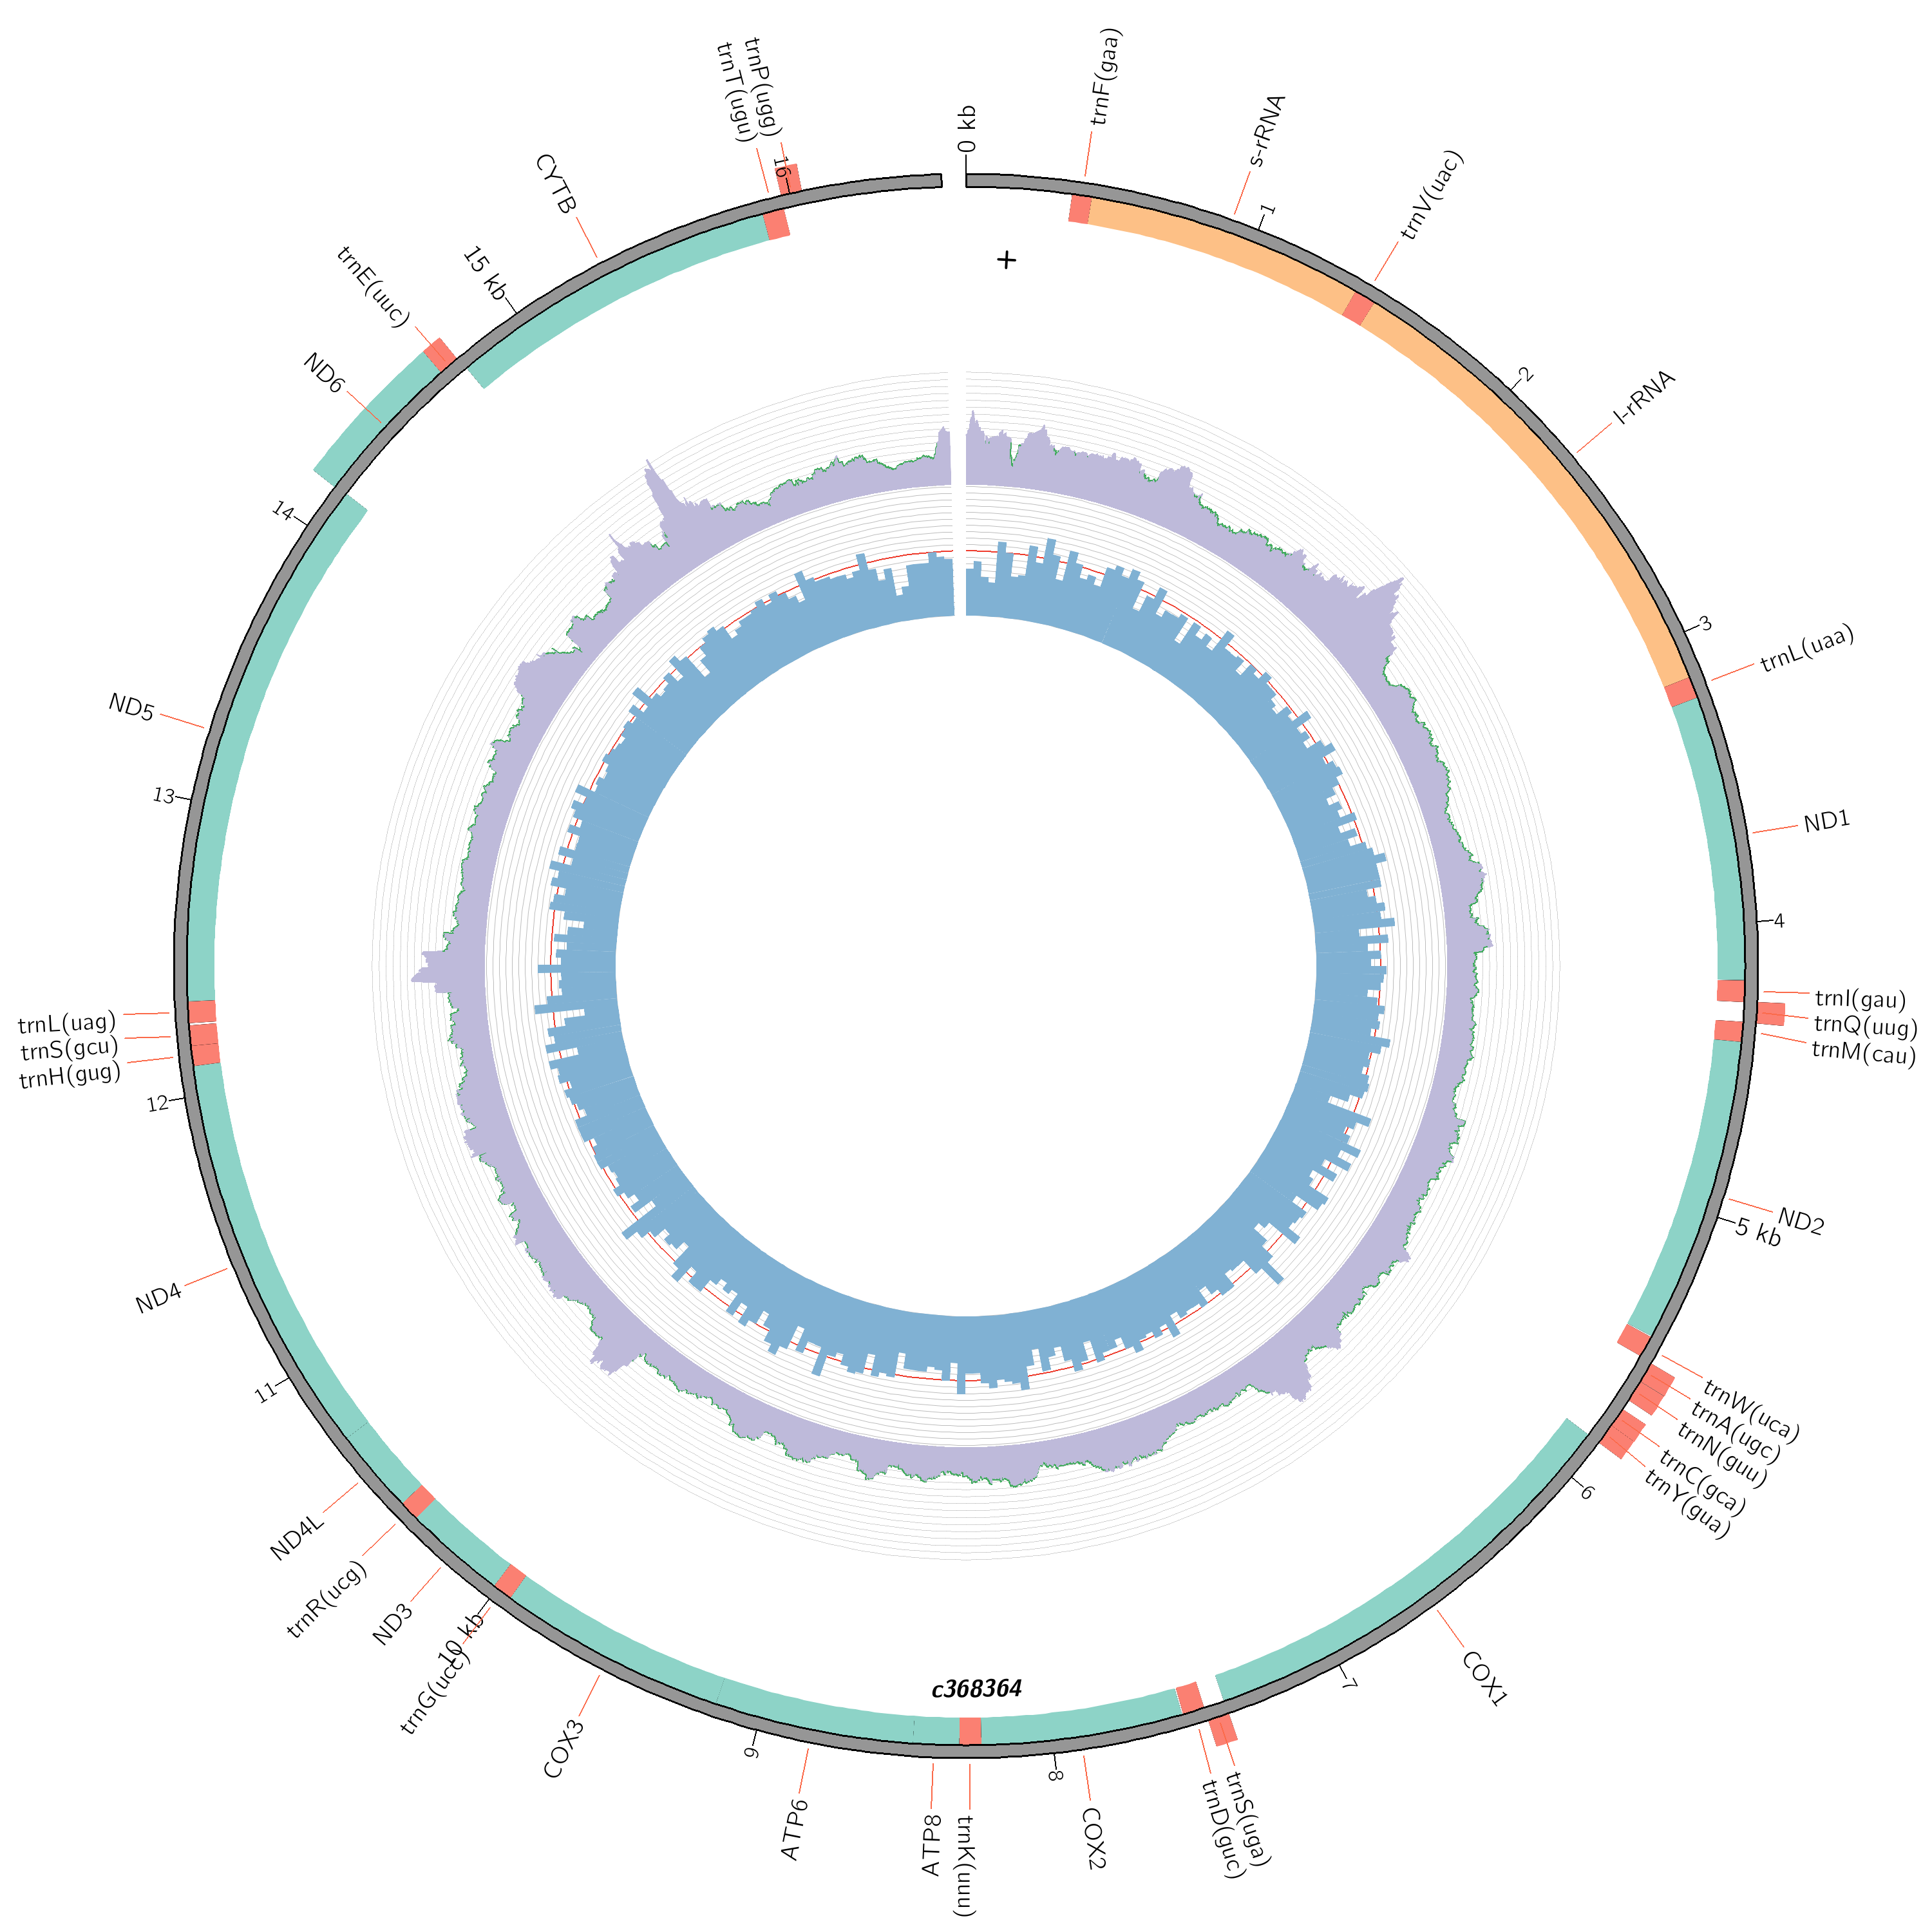 0 kb
trnF(gaa)
s-rRNA
1
trnV(uac)
2
l-rRNA
3
trnL(uaa)
ND1
4
trnI(gau)
trnQ(uug)
trnM(cau)
ND2
5 kb
trnW(uca)
trnA(ugc)
trnN(guu)
trnC(gca)
trnY(gua)
6
COX1
7
trnS(uga)
trnD(guc)
COX2
8
trnK(uuu)
ATP8
ATP6
9
COX3
10 kb
trnG(ucc)
ND3
trnR(ucg)
ND4L
11
ND4
12
trnH(gug)
trnS(gcu)
trnL(uag)
13
ND5
14
ND6
trnE(uuc)
15 kb
CYTB
trnT(ugu)
trnP(ugg)
16
+
c368364